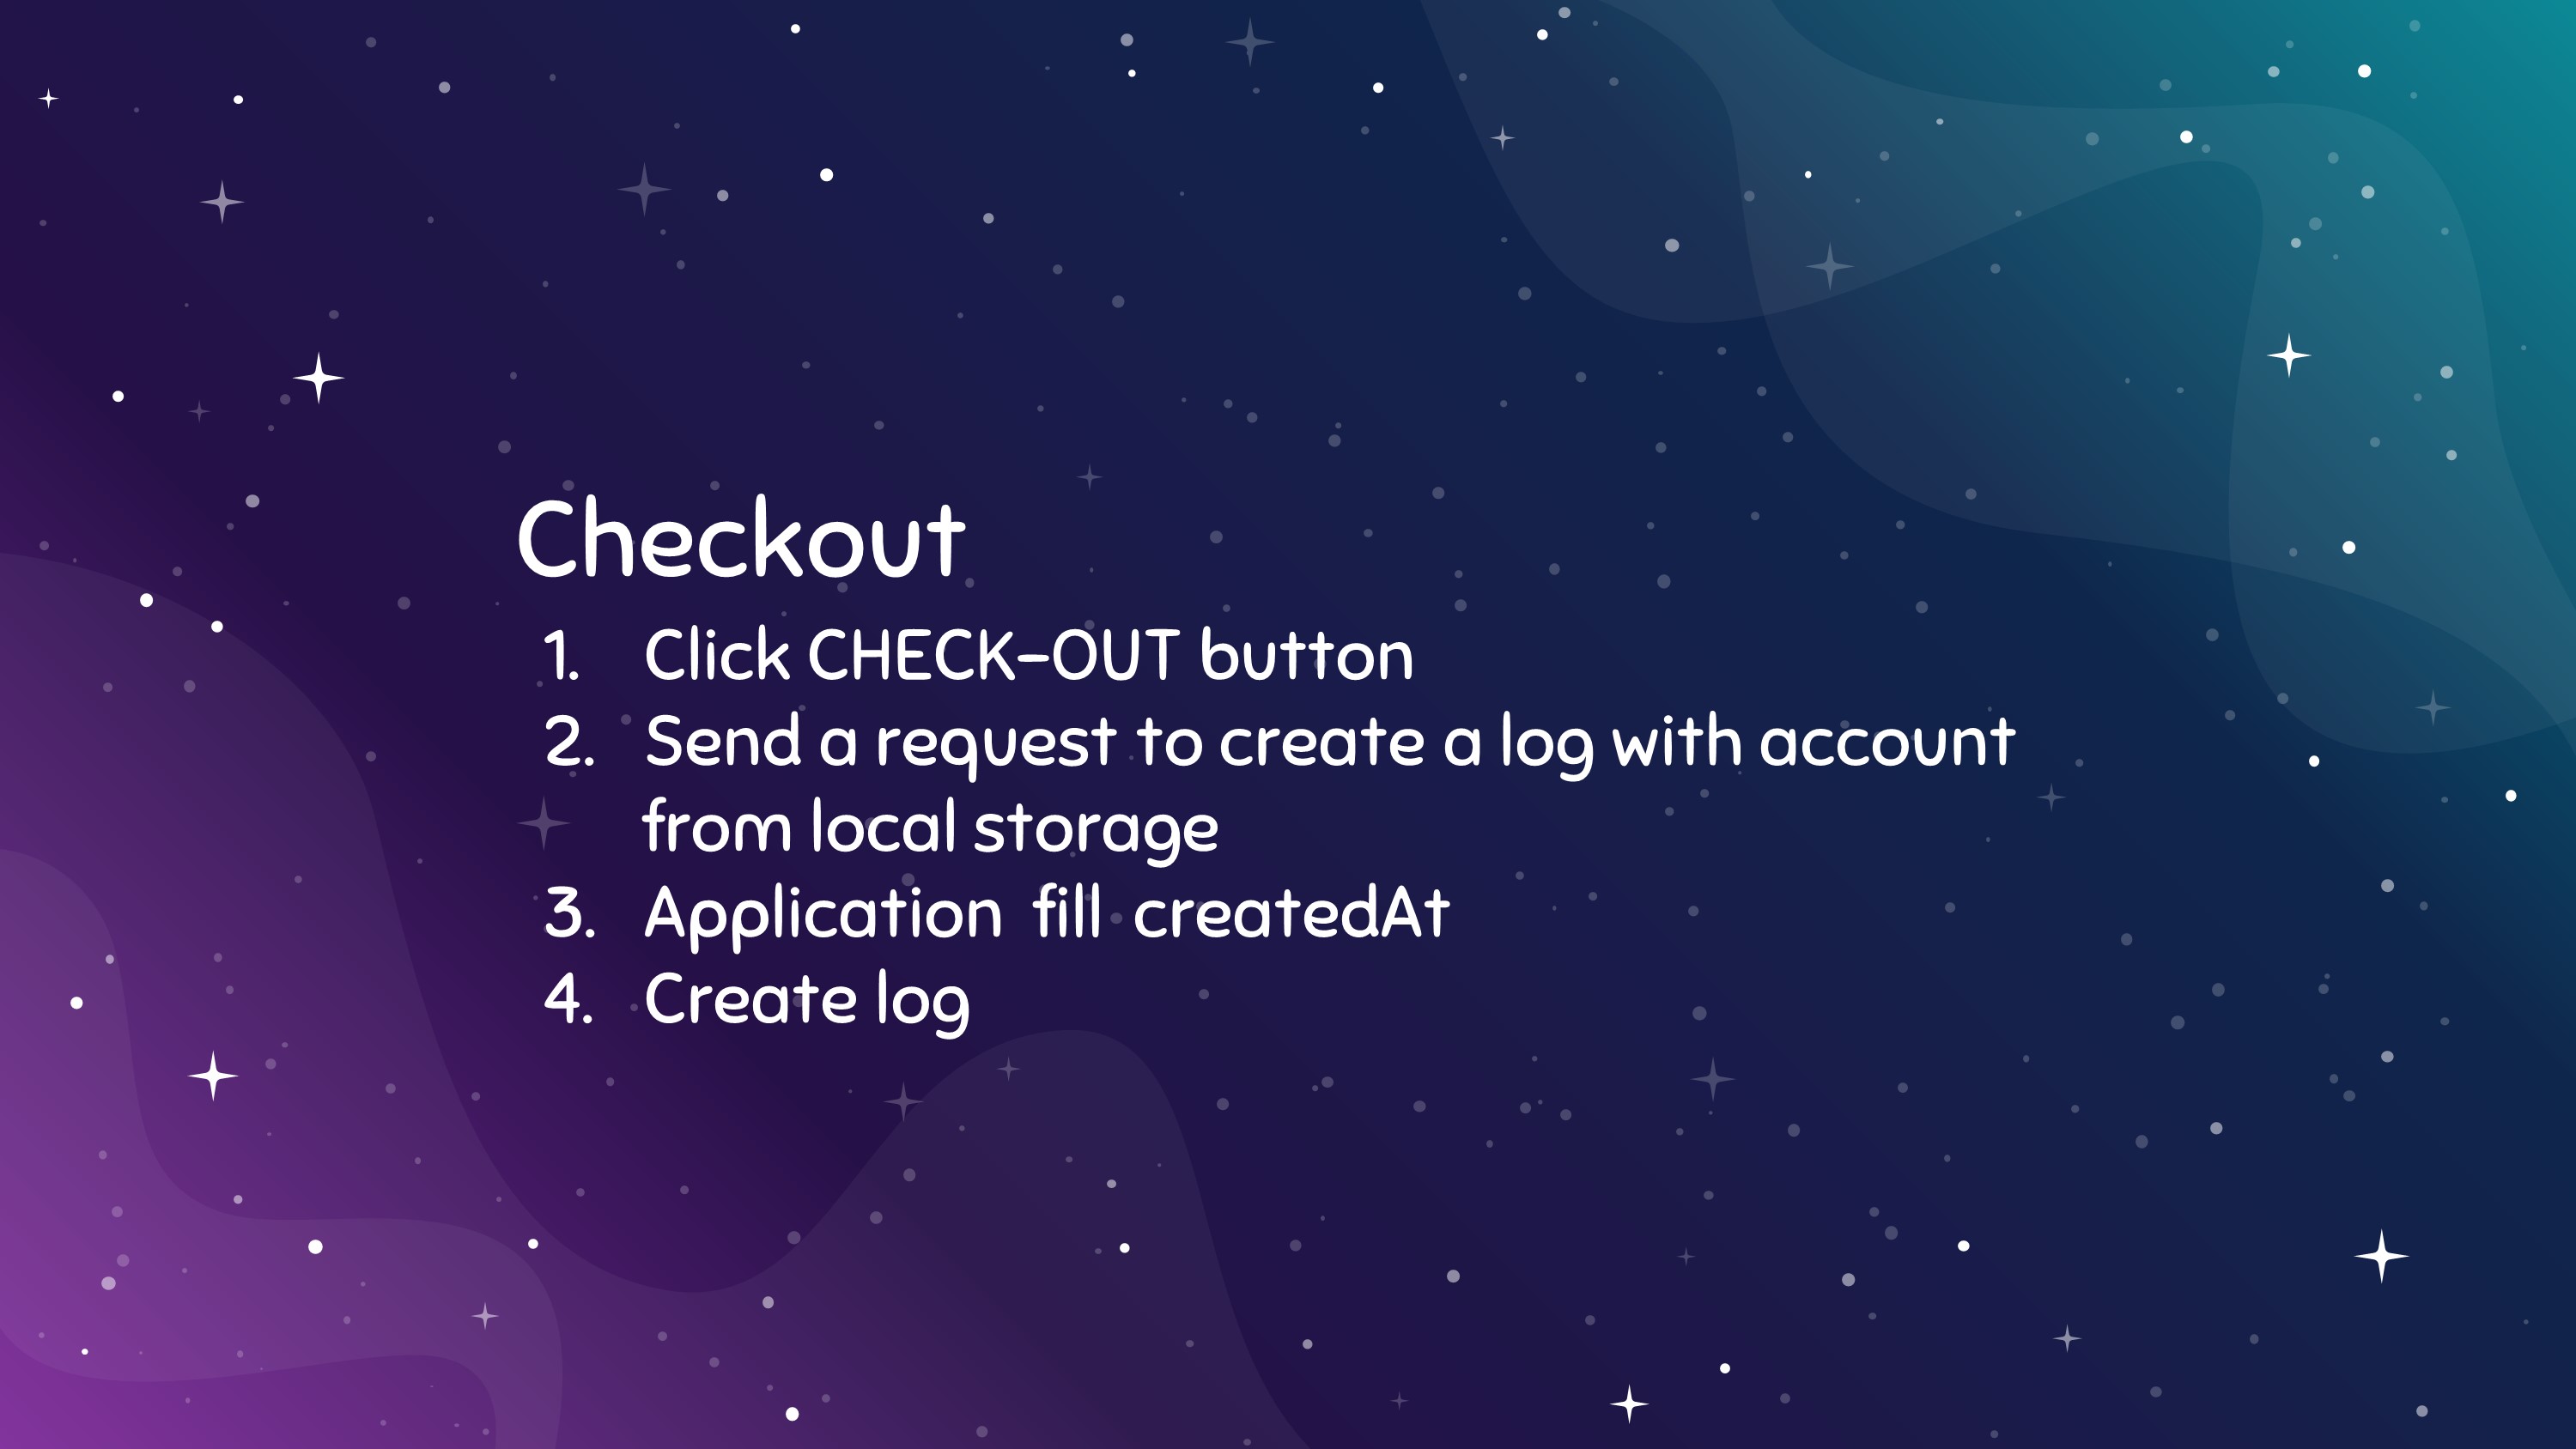 Checkout
1. Click CHECK-OUT button
2. Send a request to create a log with account
from local storage
3. Application fill createdAt
4. Create log